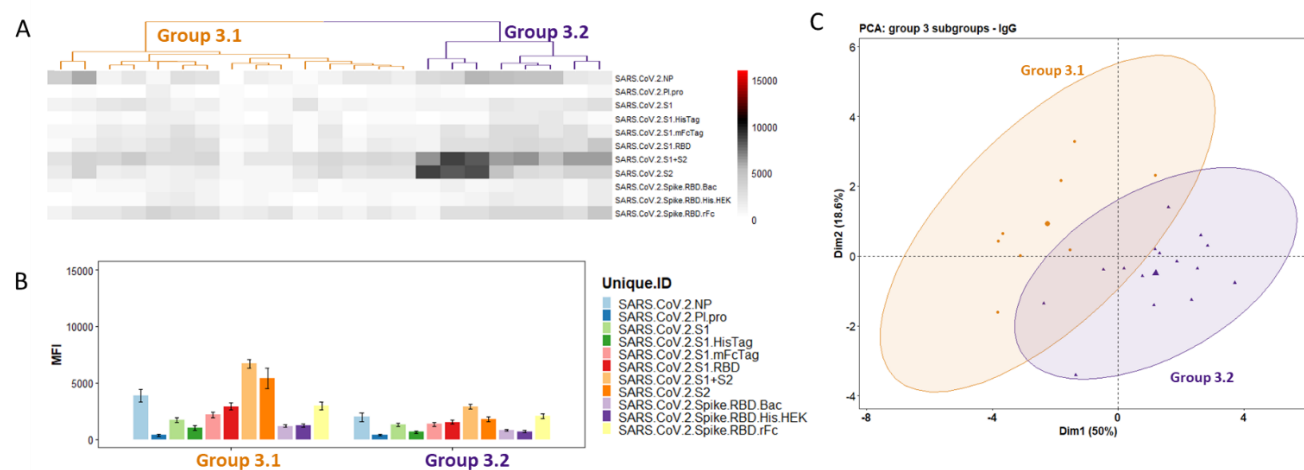 A
Group 3.1
Group 3.2
SARS.CoV.2.NP
SARS.CoV.2.Pl.pro
SARS.CoV.2.S1
SARS.CoV.2.S1.HisTag
SARS.CoV.2.S1.mFcTag
SARS.CoV.2.S1.RBD
SARS.CoV.2.S1+S2
SARS.CoV.2.S2
SARS.CoV.2.Spike.RBD.Bac
SARS.CoV.2.Spike.RBD.His.HEK
SARS.CoV.2.Spike.RBD.rFc
15000
10000
5000
0
B
15000
10000
5000
0
MFI
Group 3.1
Group 3.2
Unique.ID
SARS.CoV.2.NP
SARS.CoV.2.Pl.pro
SARS.CoV.2.S1
SARS.CoV.2.S1.HisTag
SARS.CoV.2.S1.mFcTag
SARS.CoV.2.S1.RBD
SARS.CoV.2.S1+S2
SARS.CoV.2.S2
SARS.CoV.2.Spike.RBD.Bac
SARS.CoV.2.Spike.RBD.His.HEK
SARS.CoV.2.Spike.RBD.rFc
C
PCA: group 3 subgroups - IgG
6
4
2
0
-2
-4
Dim2 (18.6%)
Group 3.1
Group 3.2
-8
-4
0
4
Dim1 (50%)